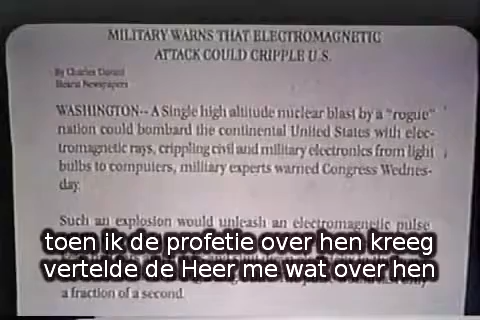 MILITARY WARNS THAT ELECTROMAGNETIC
ATTACK COULD CRIPPLE U.S.
By Charles
Hearst Newspapers
WASHINGTON-- A Single high altitude nuclear blast by a "rogue"
nation could bombard the continental United States with elec-
tromagnetic rays, crippling civil and military electronics from light
bulbs to computers, military experts warned Congress Wednes-
day.
Such an explosion would unleash an electromagnetic pulse
toen ik de profetie over hen kreeg
vertelde de Heer me wat over hen
a fraction of a second.